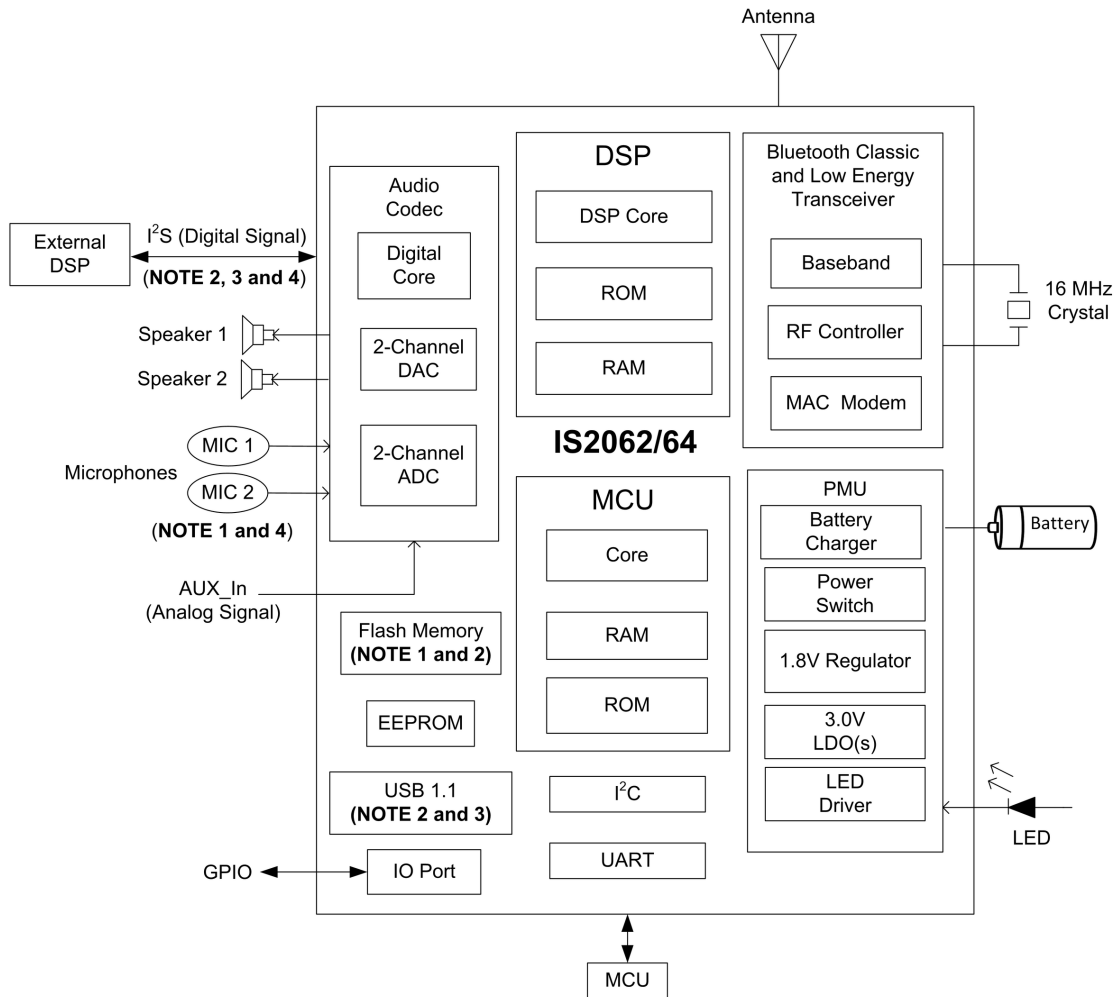 Antenna
External
DSP
I²S (Digital Signal)
(NOTE 2, 3 and 4)
Speaker 1
Speaker 2
MIC 1
Microphones
MIC 2
(NOTE 1 and 4)
AUX_In
(Analog Signal)
GPIO
Audio
Codec
Digital
Core
2-Channel
DAC
2-Channel
ADC
Flash Memory
(NOTE 1 and 2)
EEPROM
USB 1.1
(NOTE 2 and 3)
IO Port
DSP
DSP Core
ROM
RAM
IS2062/64
MCU
Core
RAM
ROM
I²C
UART
MCU
Bluetooth Classic
and Low Energy
Transceiver
Baseband
RF Controller
MAC Modem
16 MHz
Crystal
PMU
Battery
Charger
Power
Switch
1.8V Regulator
3.0V
LDO(s)
LED
Driver
Battery
LED